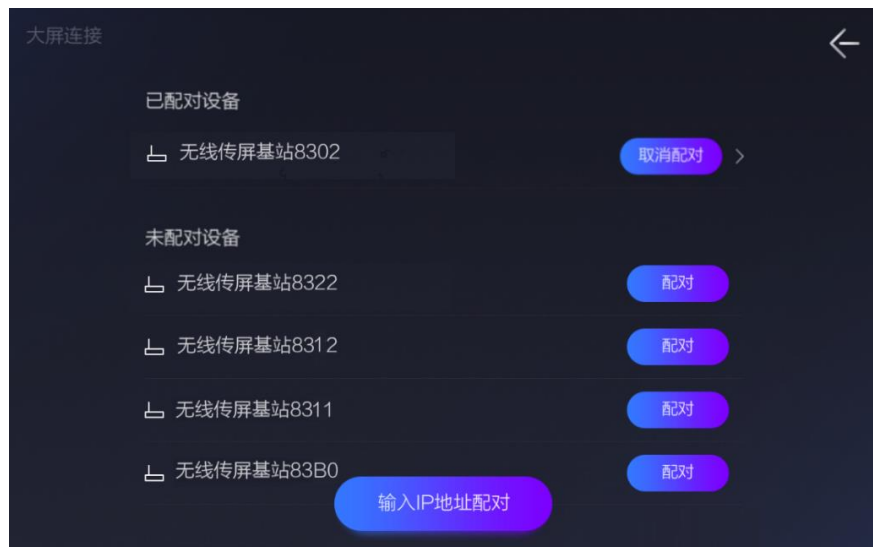 大屏连接
已配对设备
无线传屏基站8302
取消配对
未配对设备
无线传屏基站8322
配对
无线传屏基站8312
配对
无线传屏基站8311
配对
无线传屏基站83B0
配对
输入IP地址配对